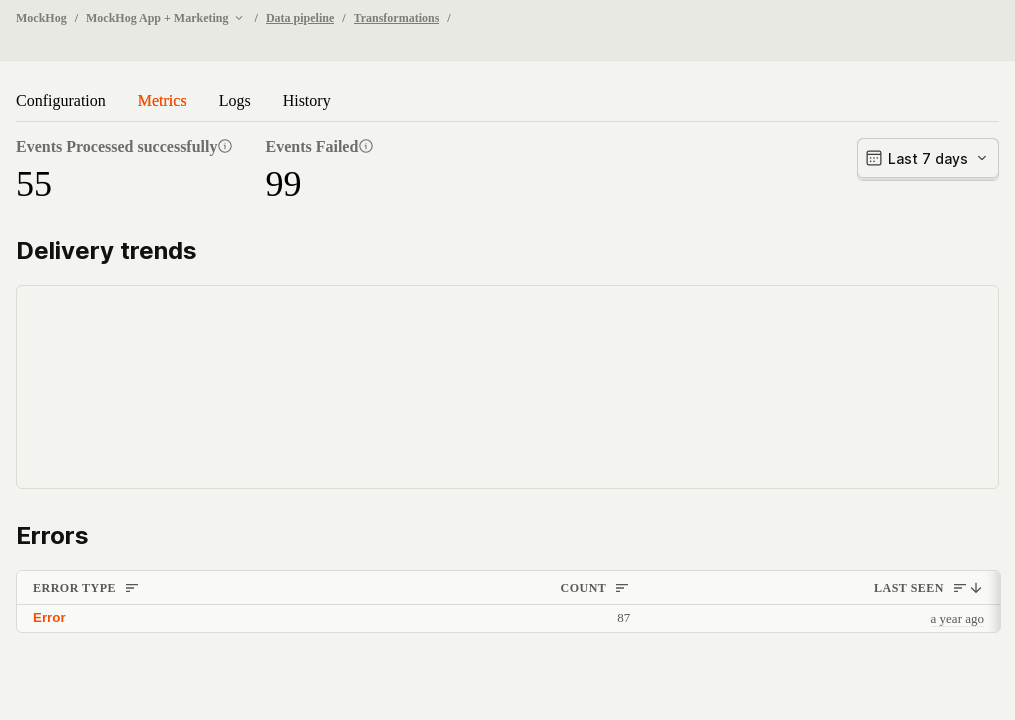 MockHog / MockHog App + Marketing / Data pipeline / Transformations /
Configuration Metrics Logs History
Events Processed successfully Events Failed
55 99
Last 7 days
Delivery trends
Errors
ERROR TYPE COUNT LAST SEEN
Error 87 a year ago